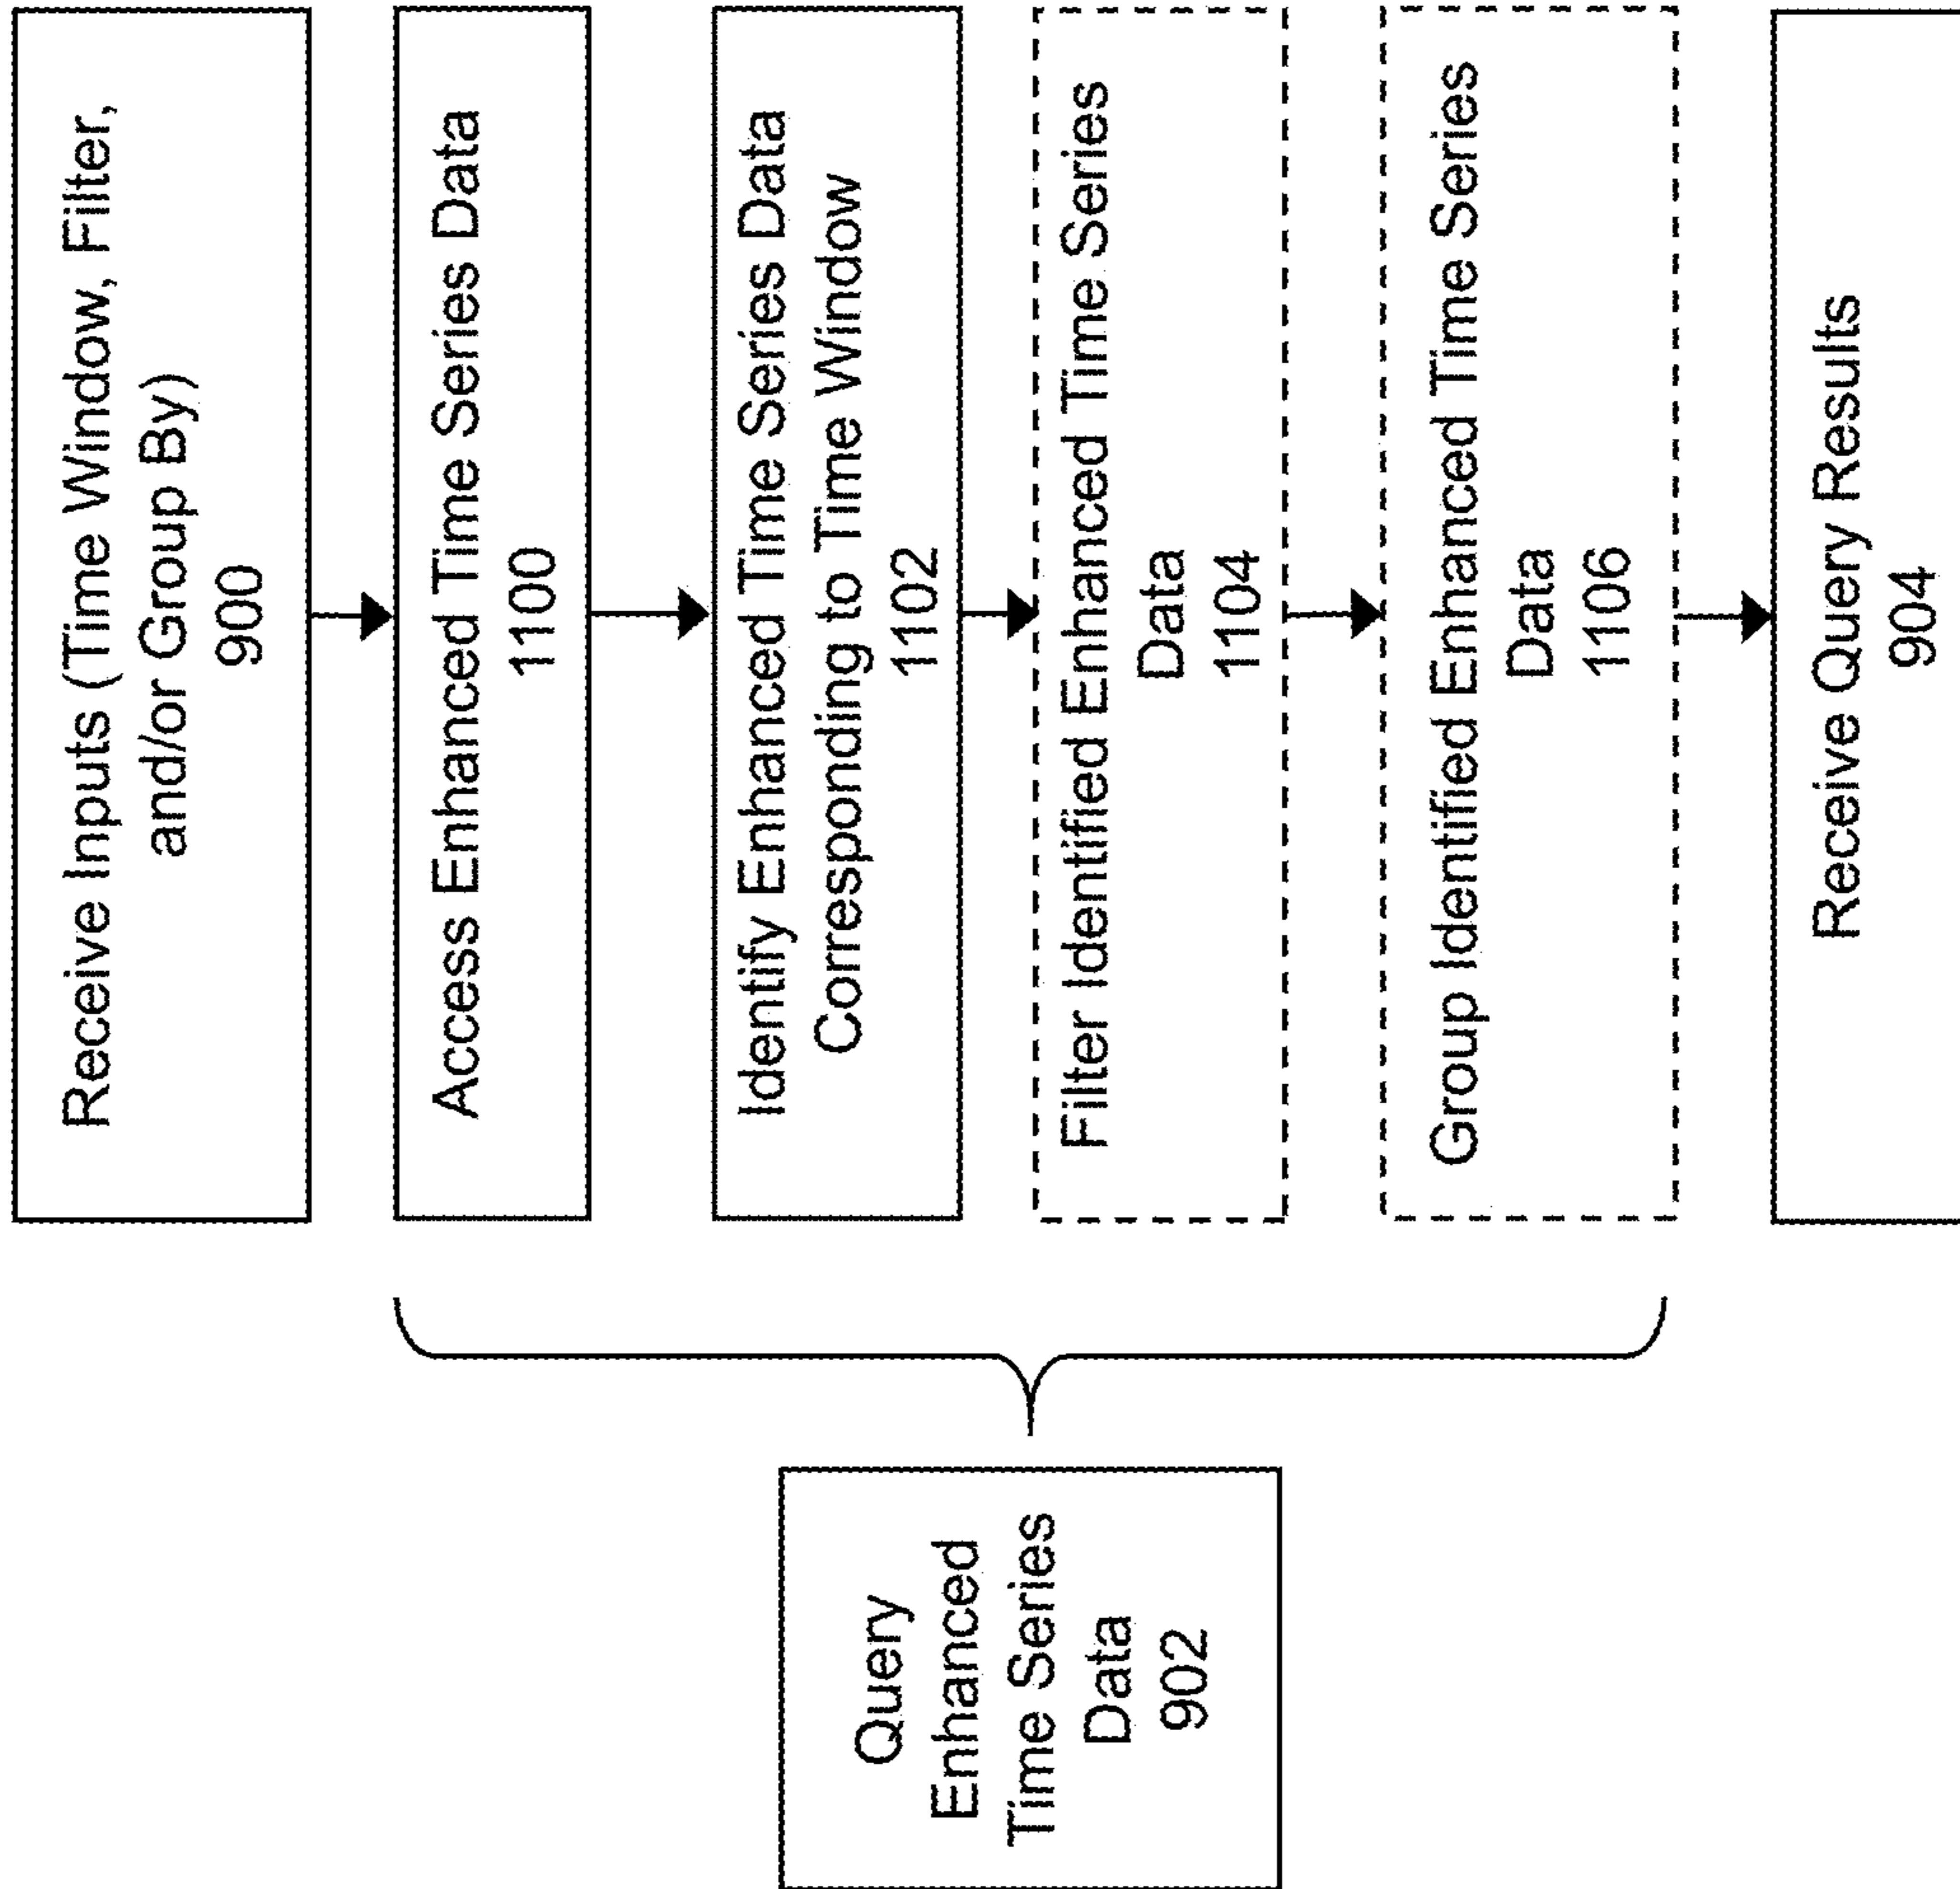 Receive Inputs (Time Window, Filter,
and/or Group By)
900
Access Enhanced Time Series Data
1100
Identify Enhanced Time Series Data
Corresponding to Time Window
1102
Filter Identified Enhanced Time Series
Data
1104
Group Identified Enhanced Time Series
Data
1106
Receive Query Results
904
Query
Enhanced
Time Series
Data
902